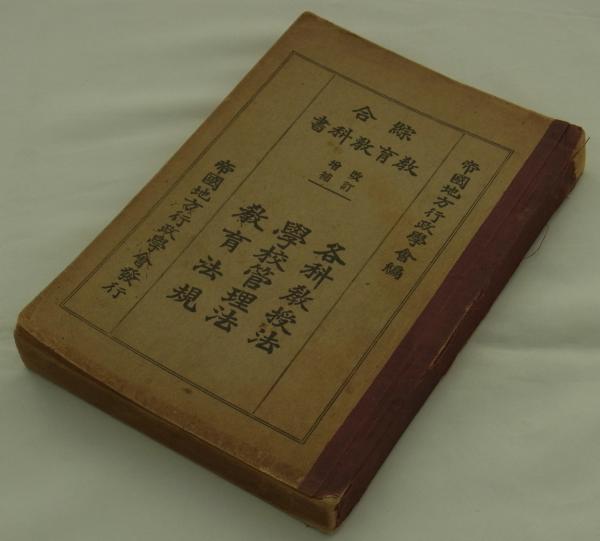 帝國地方行政學會編
綜合
教育教科書
改訂
增補
各科教授法
學校管理法
教育法規
帝國地方行政學會發行